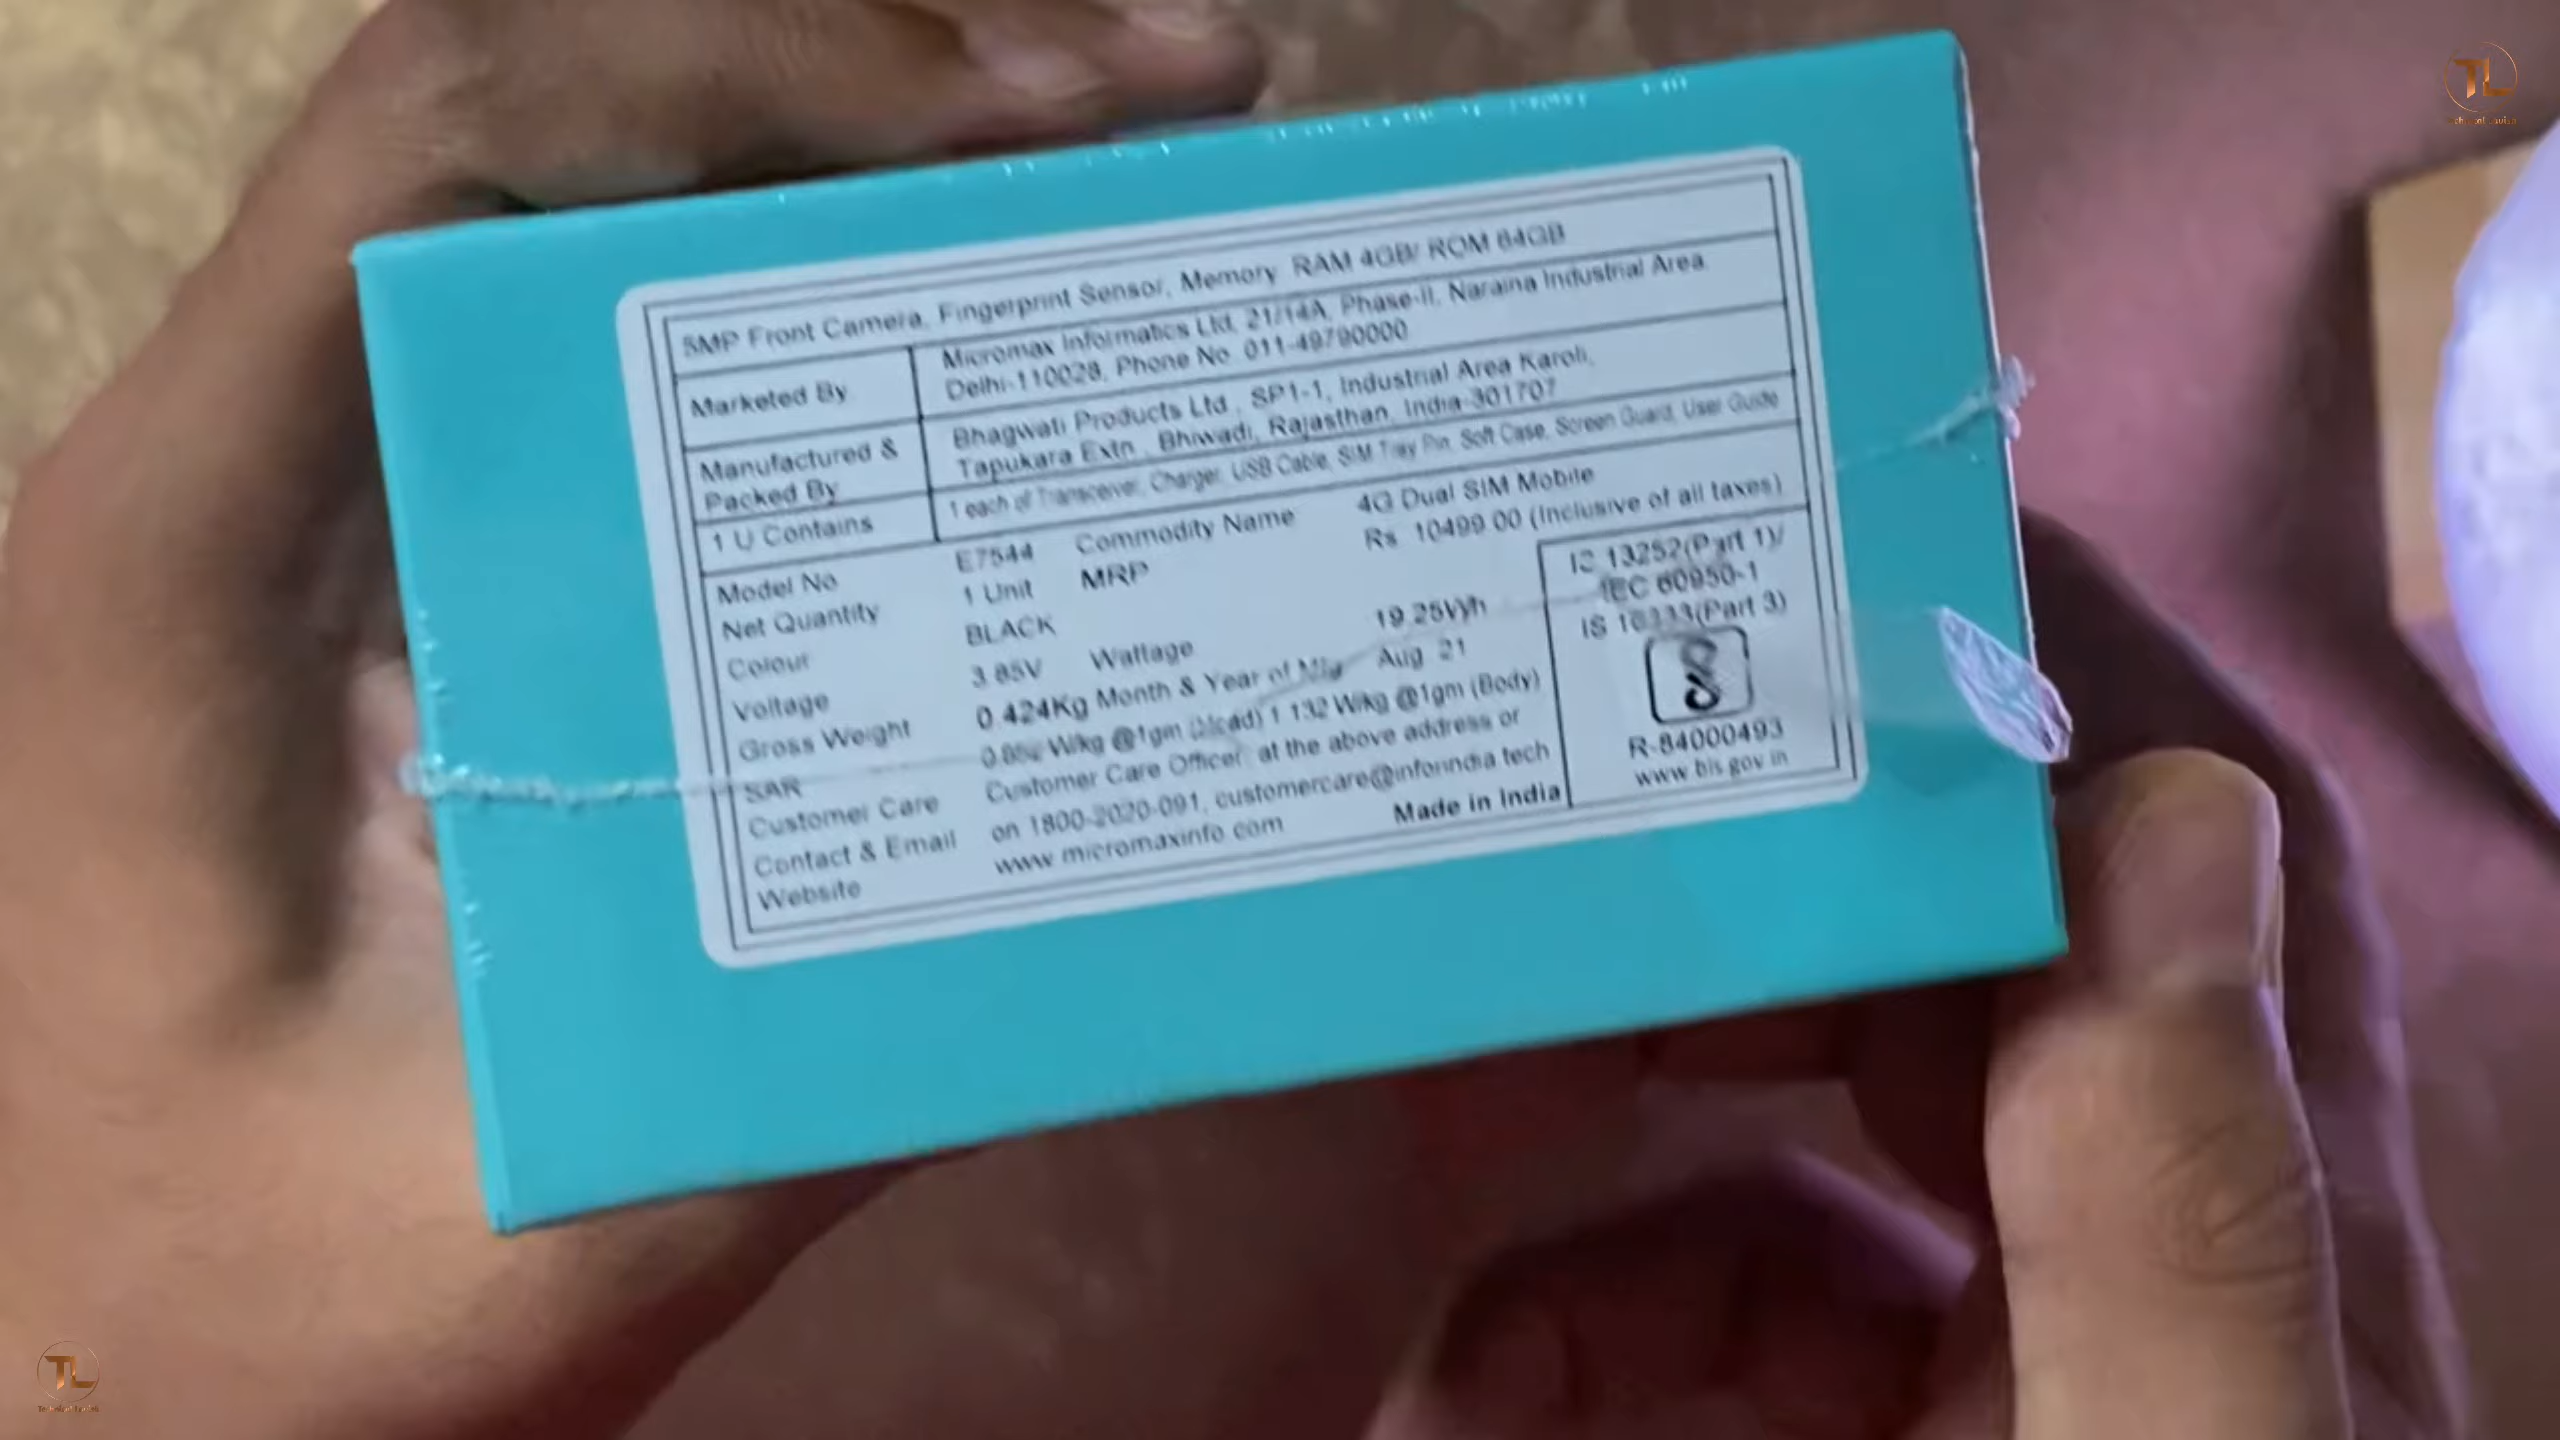 TL
5MP Front Camera, Fingerprint Sensor, Memory RAM 4GB/ ROM 64GB
Marketed By
Micromax Informatics Ltd, 21/14A, Phase-II, Naraina Industrial Area
Delhi-110028, Phone No. 011-49790000
Manufactured &
Packed By
Bhagwati Products Ltd., SP1-1, Industrial Area Karoli,
Tapukara Extn., Bhiwadi, Rajasthan, India-301707
1 U Contains
1 each of Transceiver, Charger, USB Cable, SIM Tray Pin, Soft Case, Screen Guard, User Guide
Model No E7544 Commodity Name 4G Dual SIM Mobile
Net Quantity 1 Unit MRP Rs. 10499.00 (Inclusive of all taxes)
Colour BLACK
Voltage 3.85V Wattage 19.25Wh
Gross Weight 0.424Kg Month & Year of Mfg Aug 21
SAR W/kg @1gm (Head) 1.132 W/kg @1gm (Body)
Customer Care Customer Care Officer at the above address or
Contact & Email on 1800-2020-091, customercare@inforindia.tech
Website www.micromaxinfo.com
Made in India
IS 13252(Part 1)/
IEC 60950-1
IS (Part 3)
R-84000493
www.bis.gov.in
TL